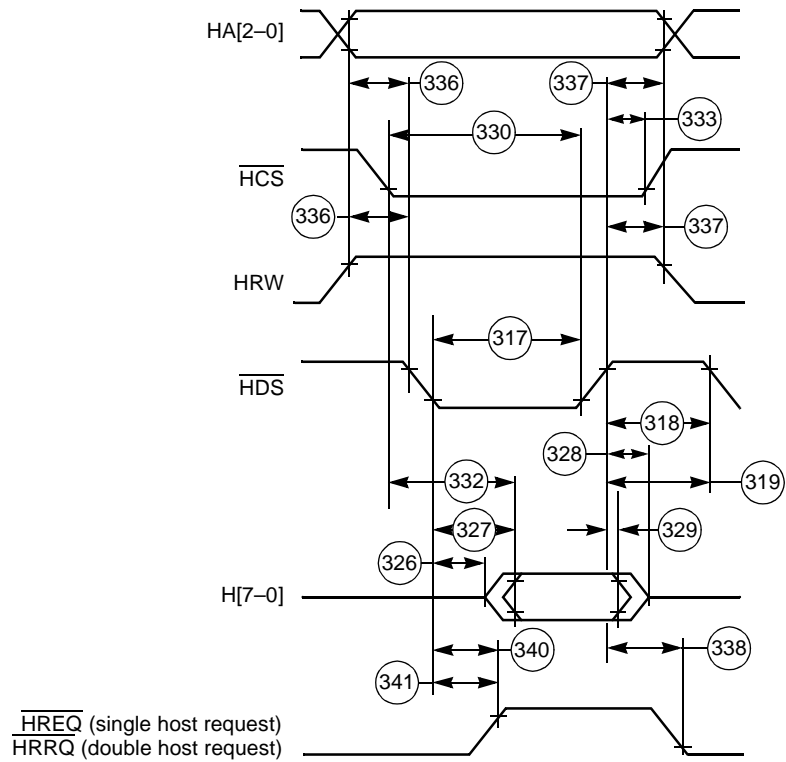 HA[2–0]
336
337
333
330
HCS
336
337
HRW
317
HDS
318
328
332
319
327
329
326
H[7–0]
340
338
341
HREQ (single host request)
HRRQ (double host request)